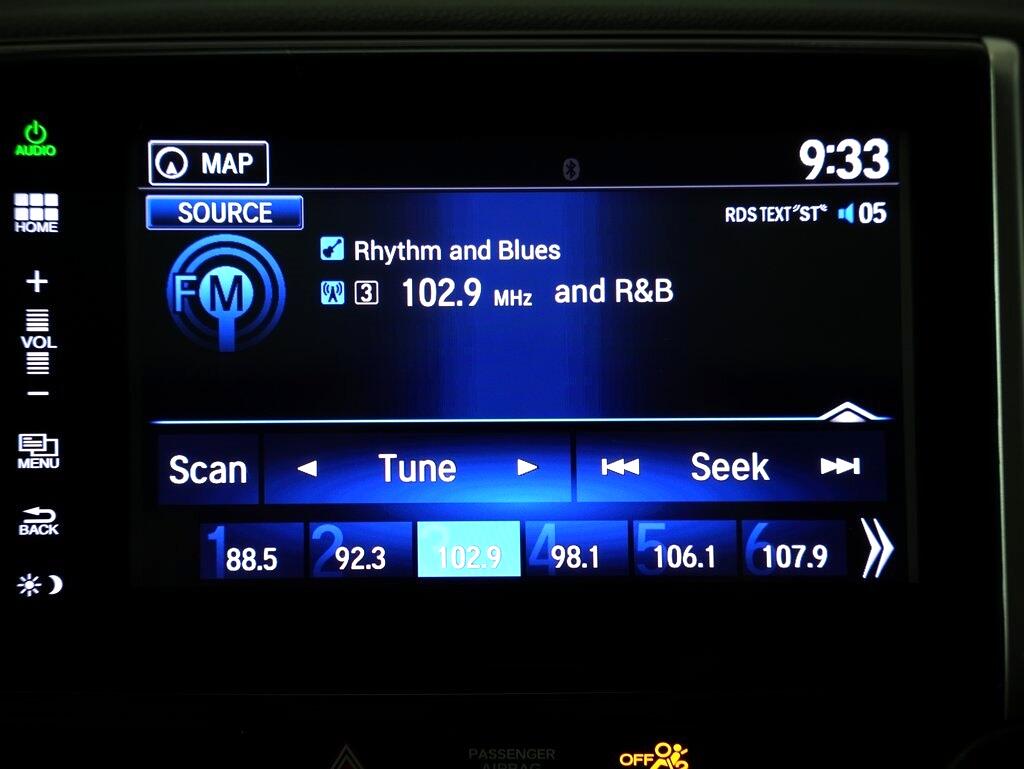 AUDIO
MAP
9:33
HOME
SOURCE
RDS TEXT "ST"
05
FM
Rhythm and Blues
3 102.9 MHz and R&B
+
VOL
−
MENU
Scan
Tune
Seek
BACK
1 88.5
2 92.3
102.9
4 98.1
5 106.1
6 107.9
PASSENGER
AIRBAG
OFF